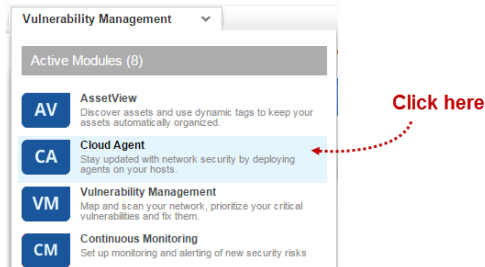 Vulnerability Management
Active Modules (8)
AV
AssetView
Discover assets and use dynamic tags to keep your
assets automatically organized.
Click here
CA
Cloud Agent
Stay updated with network security by deploying
agents on your hosts.
VM
Vulnerability Management
Map and scan your network, prioritize your critical
vulnerabilities and fix them.
CM
Continuous Monitoring
Set up monitoring and alerting of new security risks